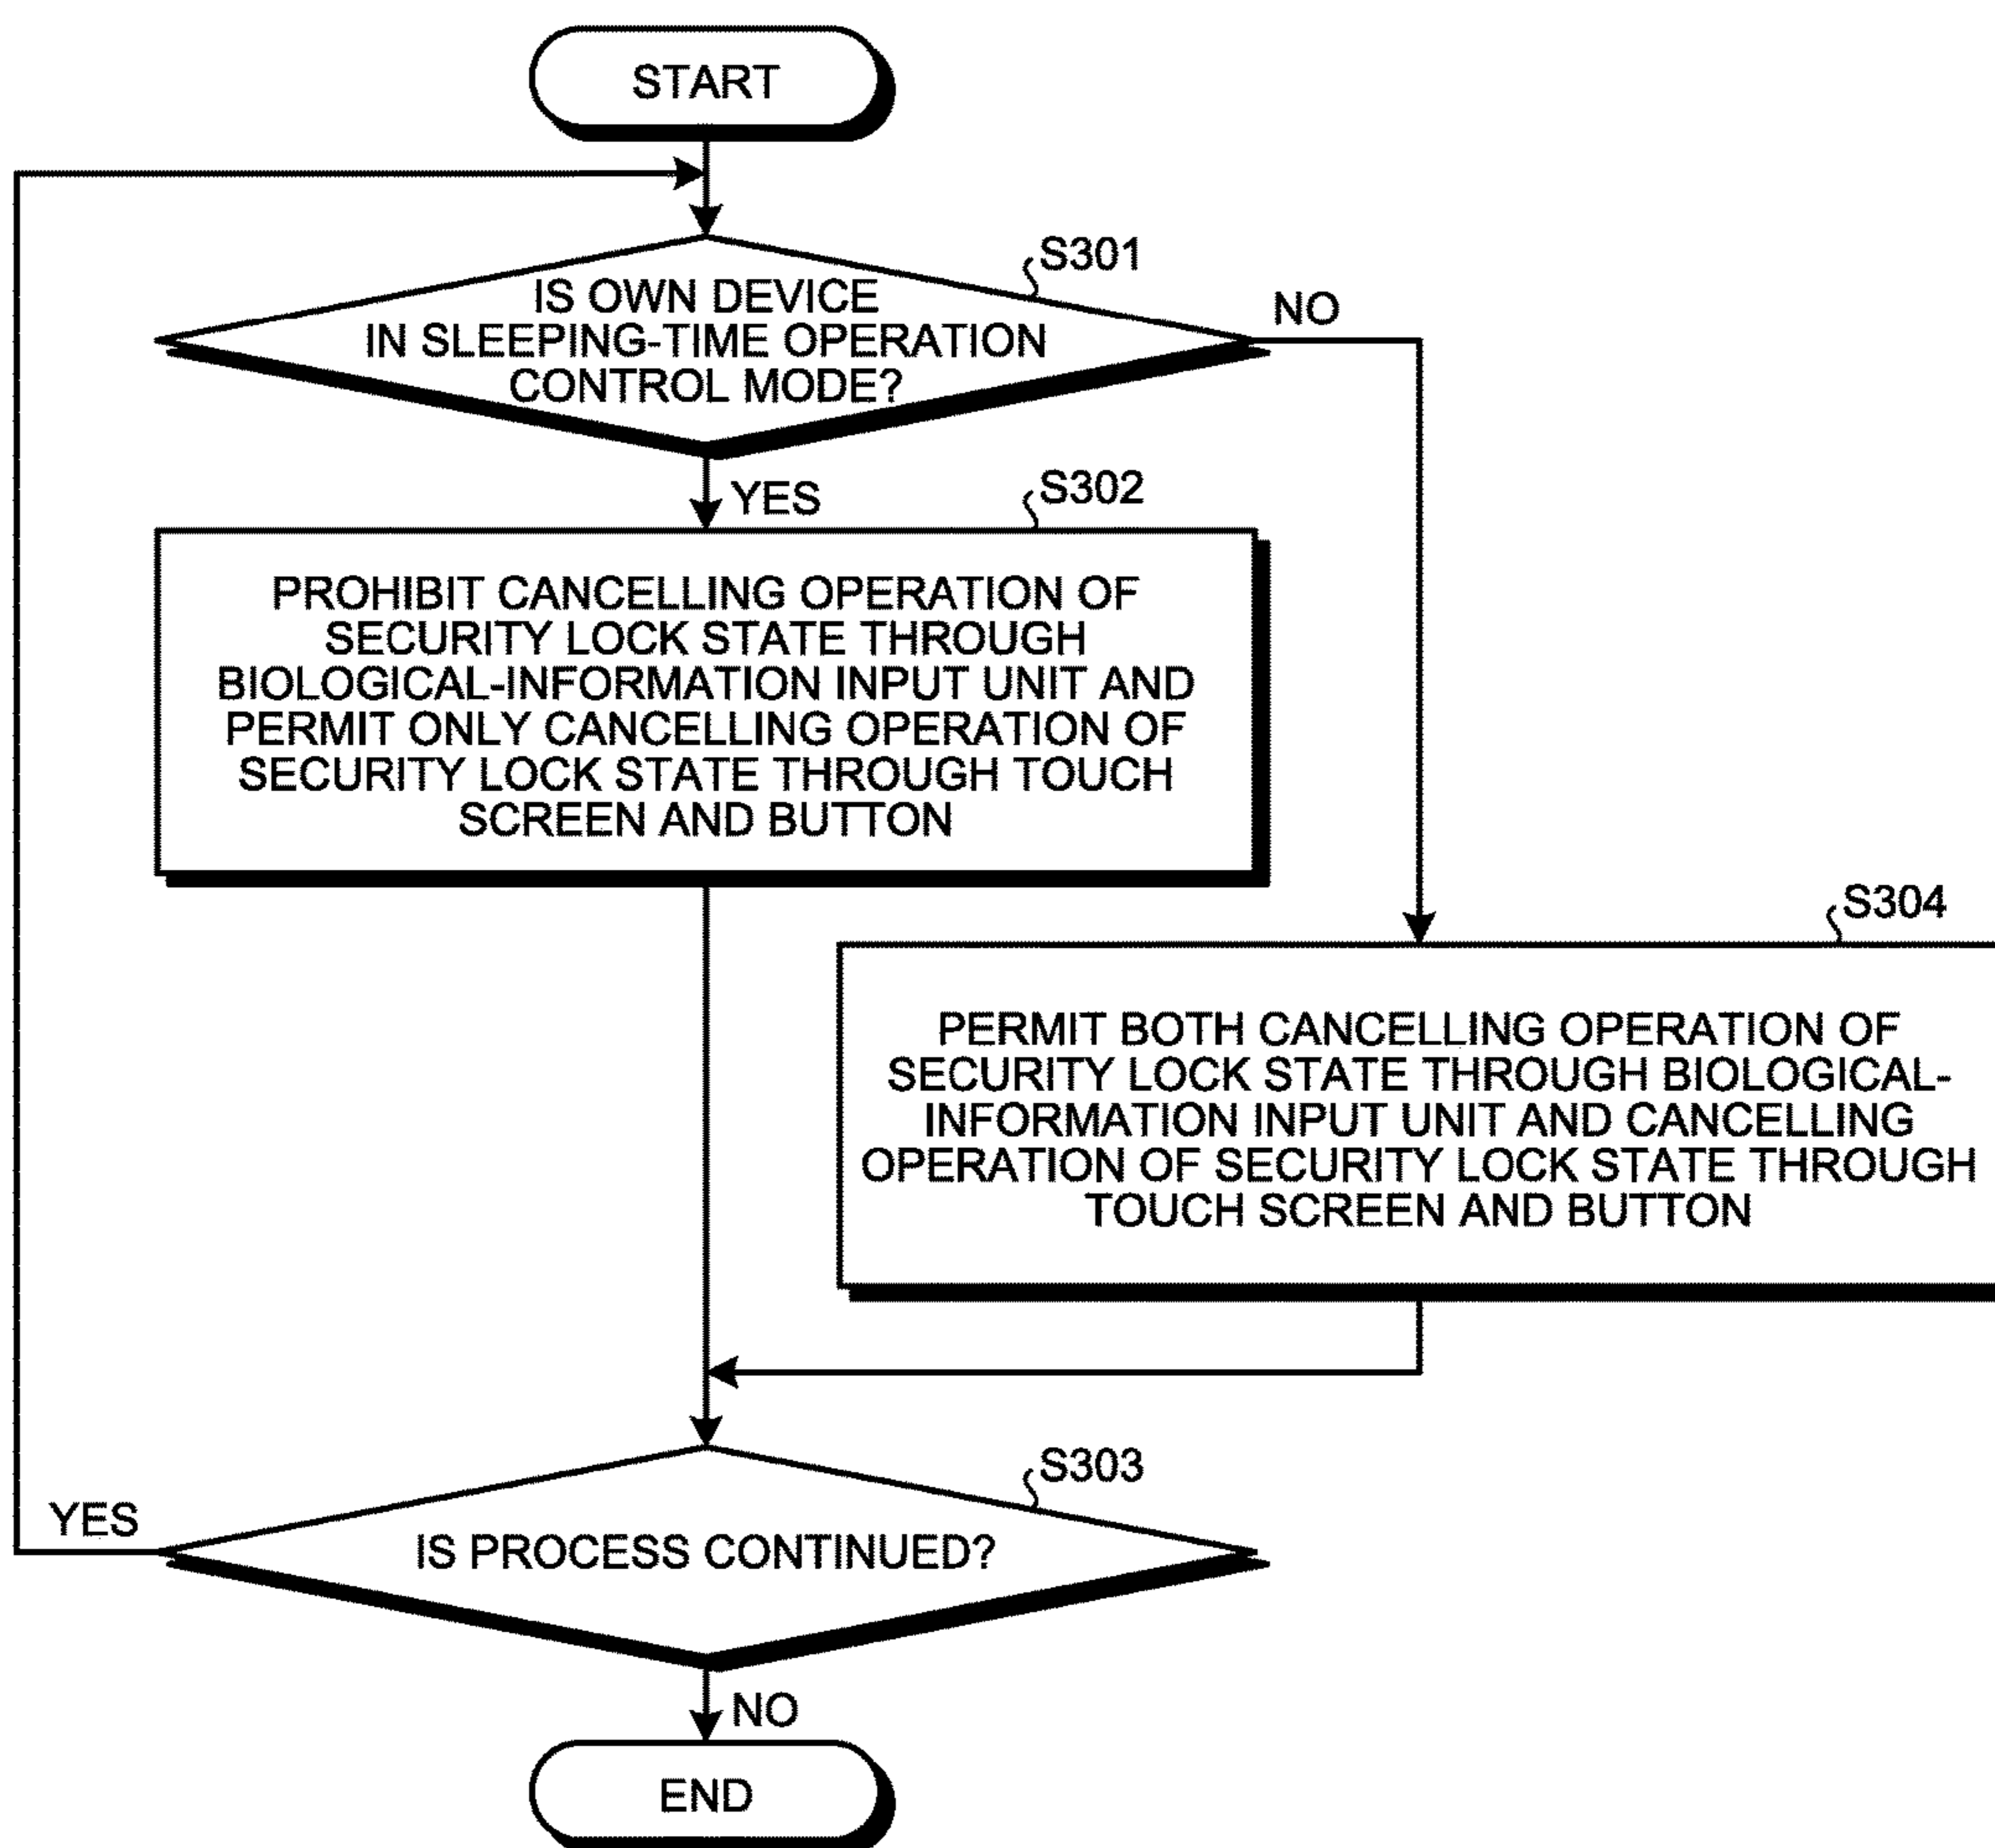 START
S301
IS OWN DEVICE
IN SLEEPING-TIME OPERATION
CONTROL MODE?
NO
YES
S302
PROHIBIT CANCELLING OPERATION OF
SECURITY LOCK STATE THROUGH
BIOLOGICAL-INFORMATION INPUT UNIT AND
PERMIT ONLY CANCELLING OPERATION OF
SECURITY LOCK STATE THROUGH TOUCH
SCREEN AND BUTTON
S304
PERMIT BOTH CANCELLING OPERATION OF
SECURITY LOCK STATE THROUGH BIOLOGICAL-
INFORMATION INPUT UNIT AND CANCELLING
OPERATION OF SECURITY LOCK STATE THROUGH
TOUCH SCREEN AND BUTTON
S303
YES
IS PROCESS CONTINUED?
NO
END